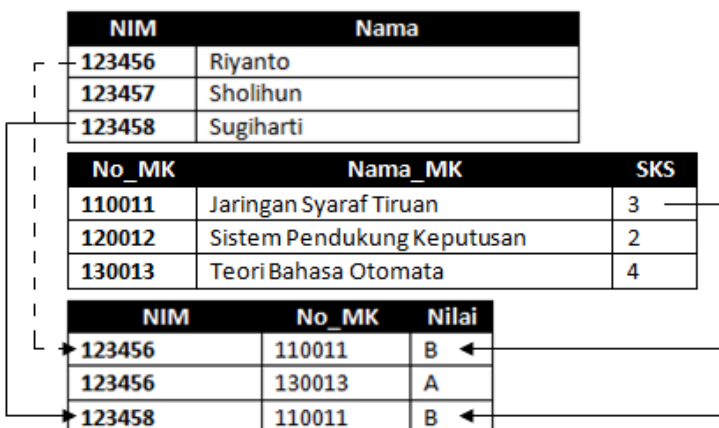 NIM Nama
123456 Riyanto
123457 Sholihun
123458 Sugiharti
No_MK Nama_MK SKS
110011 Jaringan Syaraf Tiruan 3
120012 Sistem Pendukung Keputusan 2
130013 Teori Bahasa Otomata 4
NIM No_MK Nilai
123456 110011 B
123456 130013 A
123458 110011 B